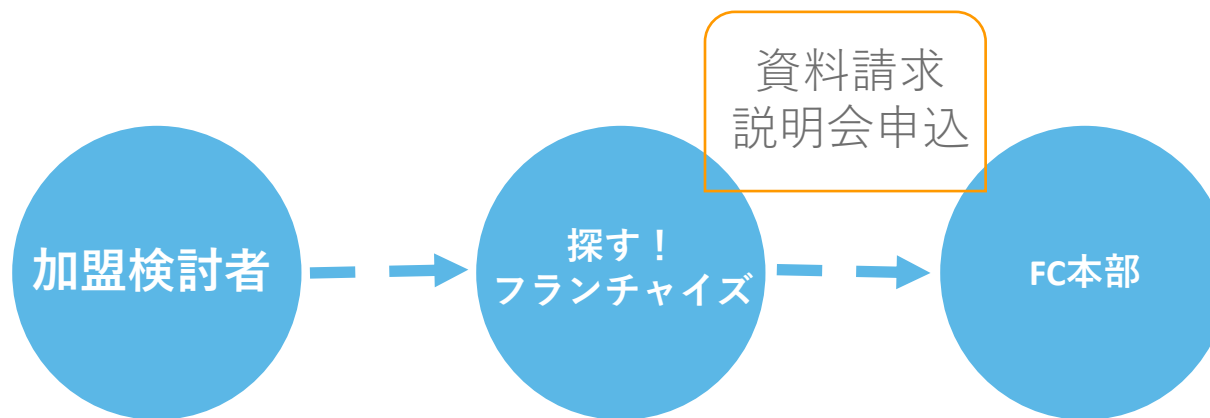 資料請求
説明会申込
加盟検討者
探す！
フランチャイズ
FC本部